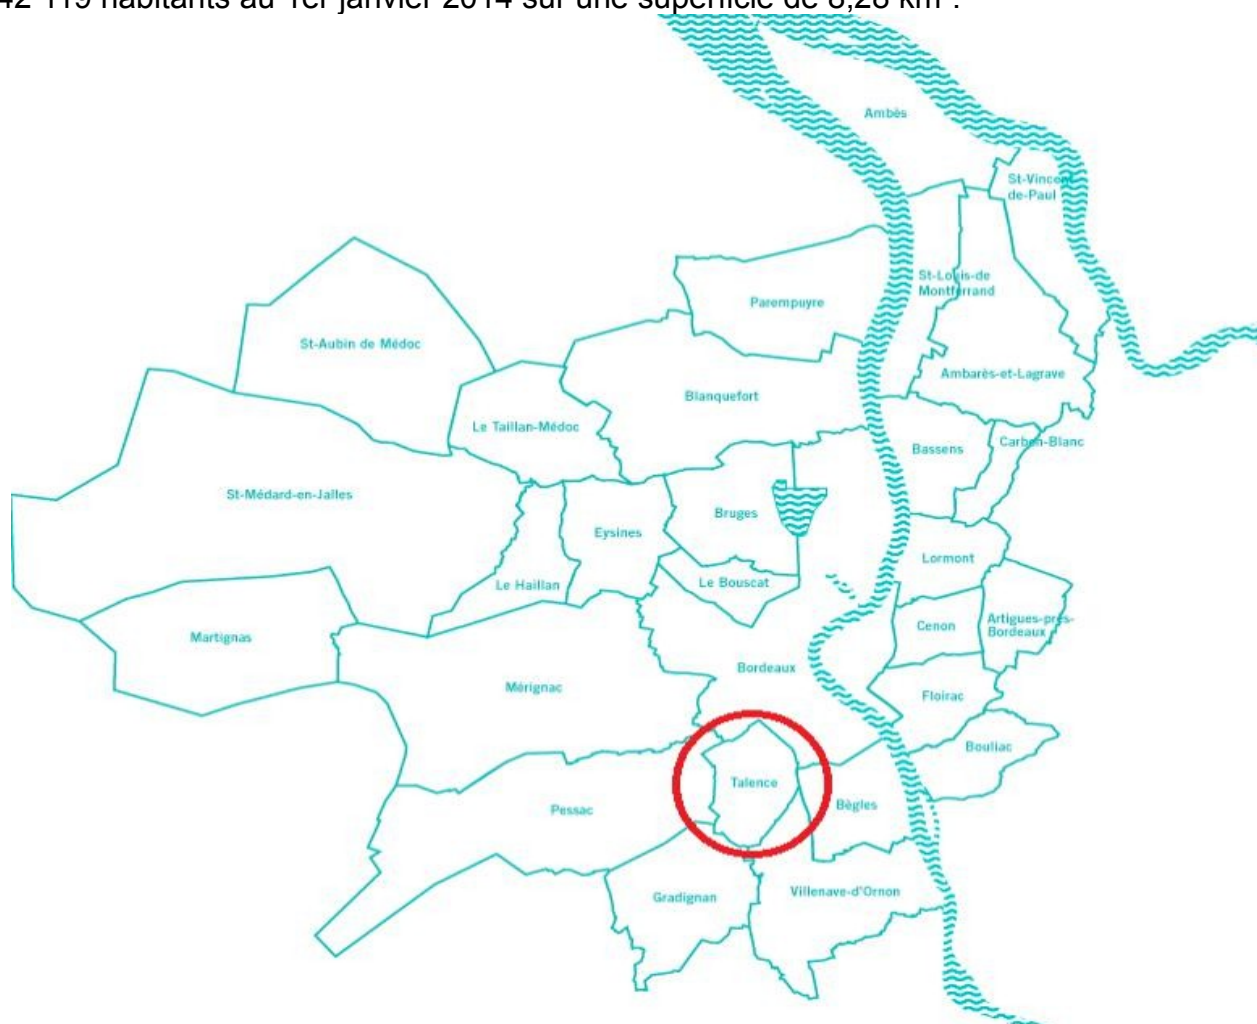 42 119 habitants au 1er janvier 2014 sur une superficie de 8,28 km².
Ambès
St-Vincent
de-Paul
St-Louis-de
Montferrand
Parempuyre
St-Aubin de Médoc
Ambarès-et-Lagrave
Blanquefort
Le Taillan-Médoc
Carbon-Blanc
Bassens
St-Médard-en-Jalles
Bruges
Eysines
Lormont
Le Bouscat
Le Haillan
Artigues-près-
Bordeaux
Cenon
Martignas
Bordeaux
Mérignac
Floirac
Bouliac
Talence
Bègles
Pessac
Gradignan
Villenave-d'Ornon